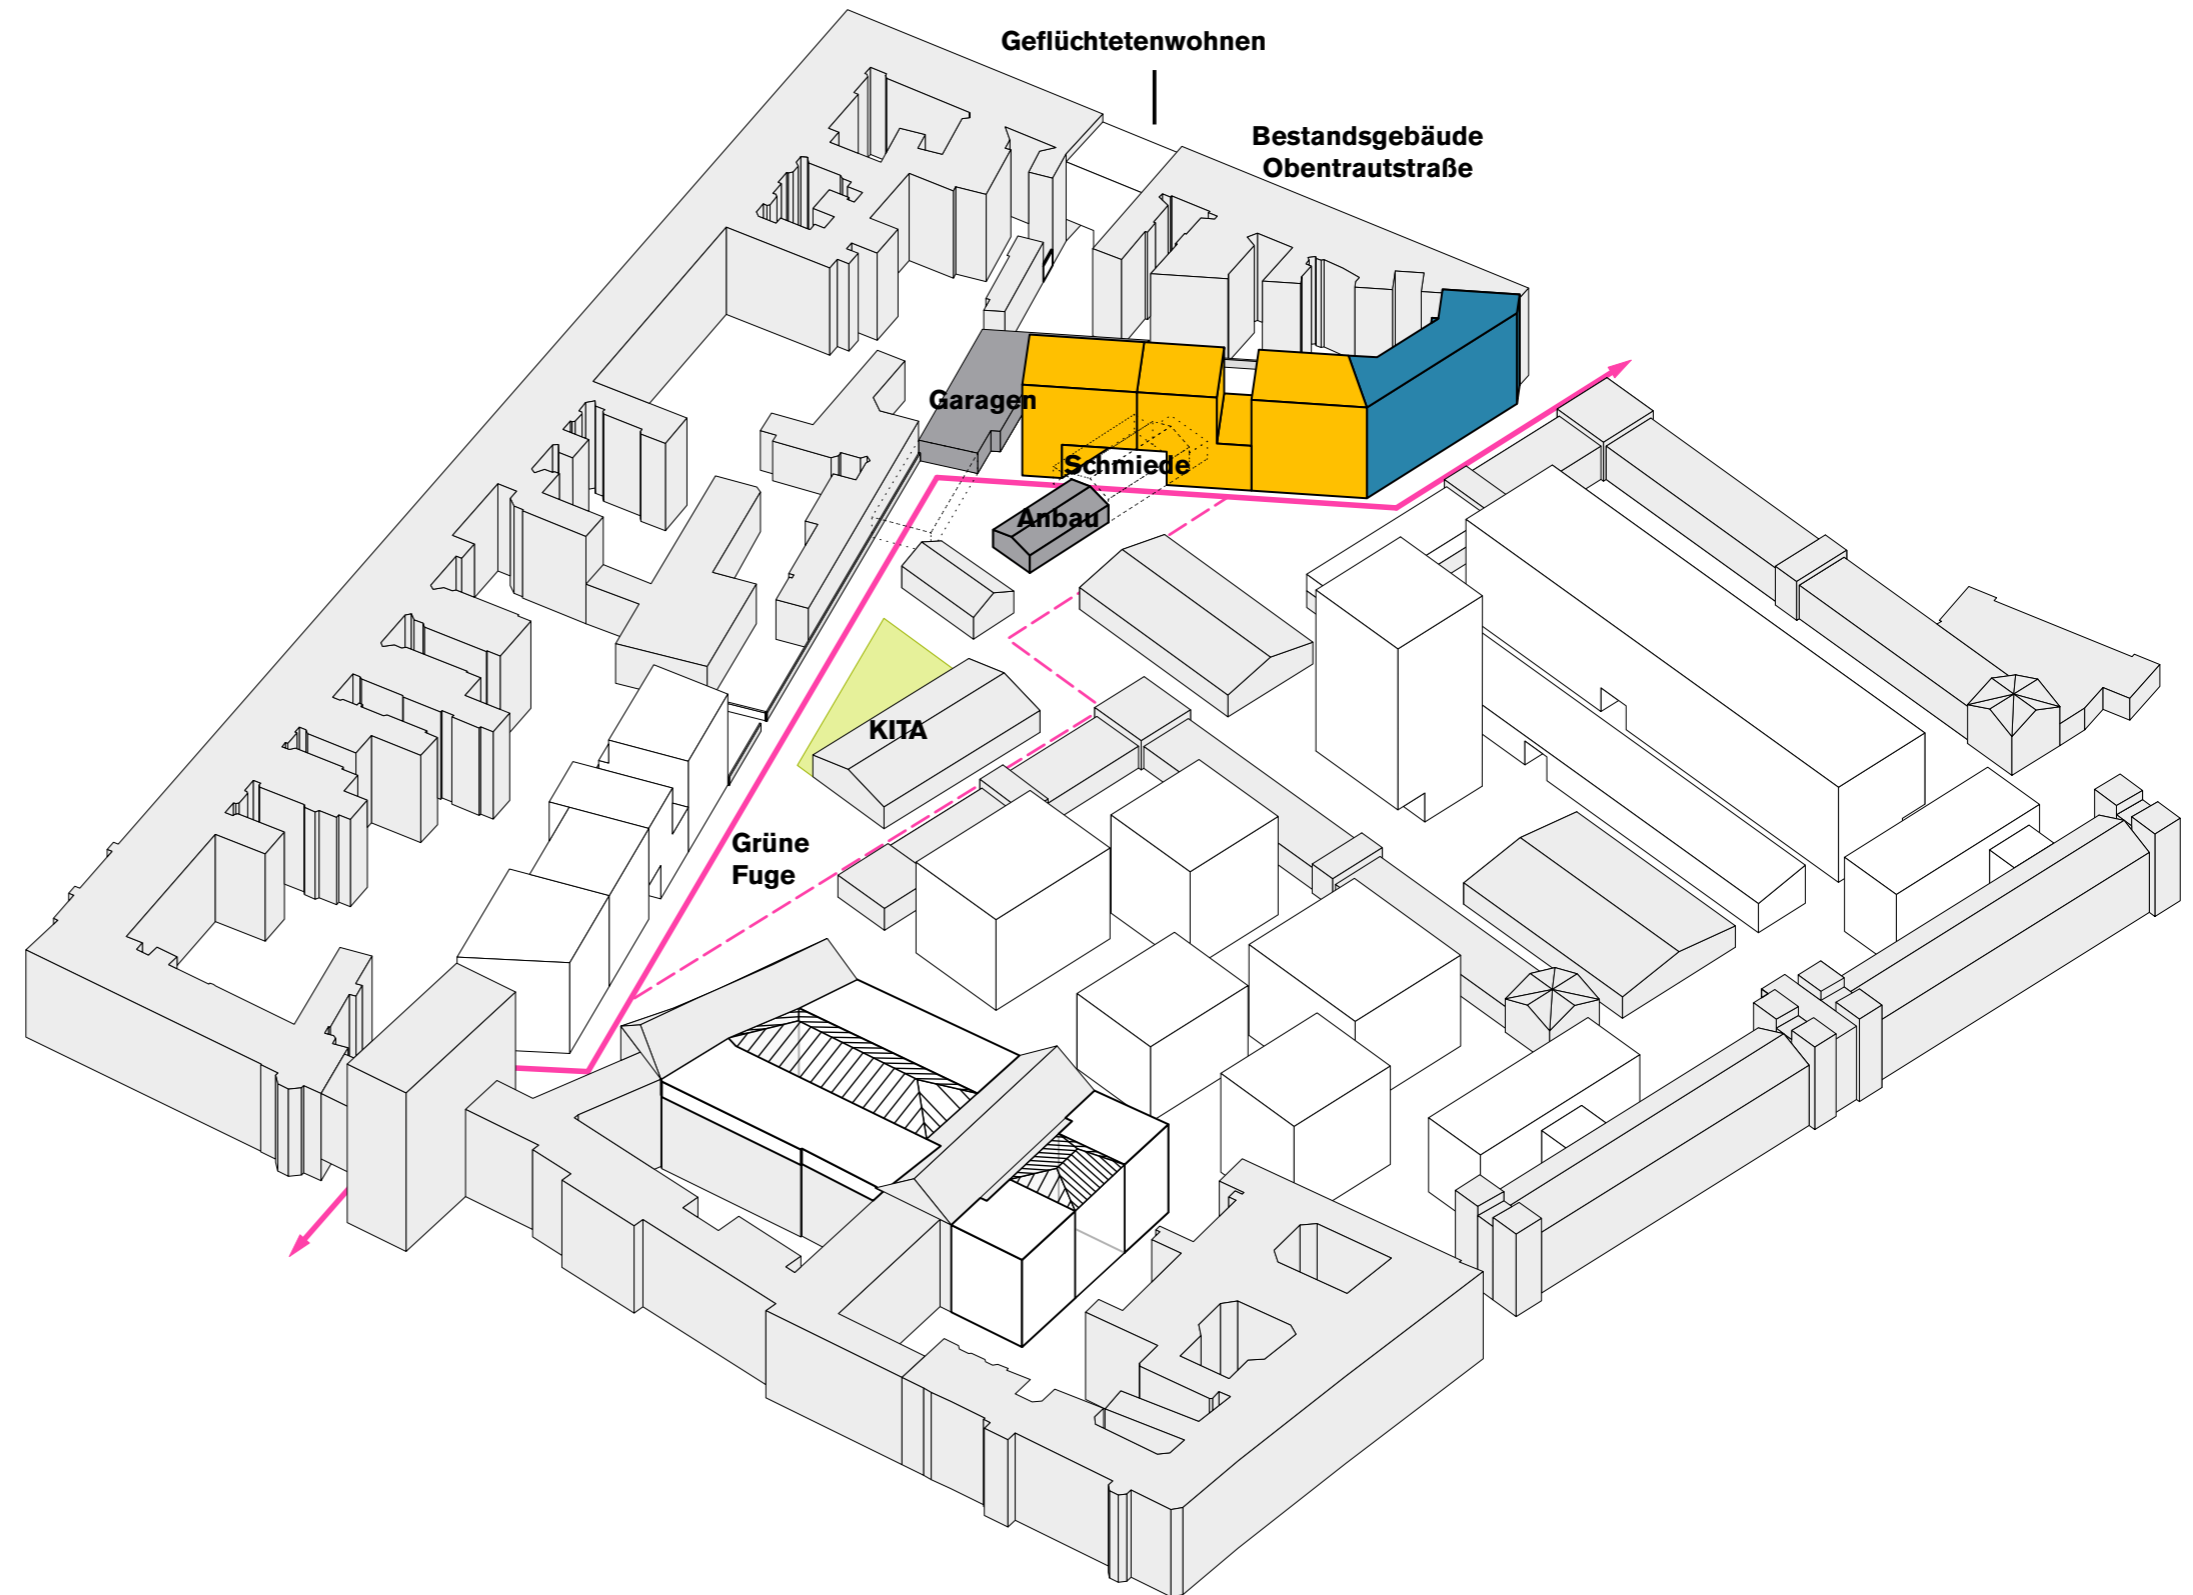 Geflüchtetenwohnen
Bestandsgebäude
Obentrautstraße
Garagen
Schmiede
Anbau
KITA
Grüne
Fuge